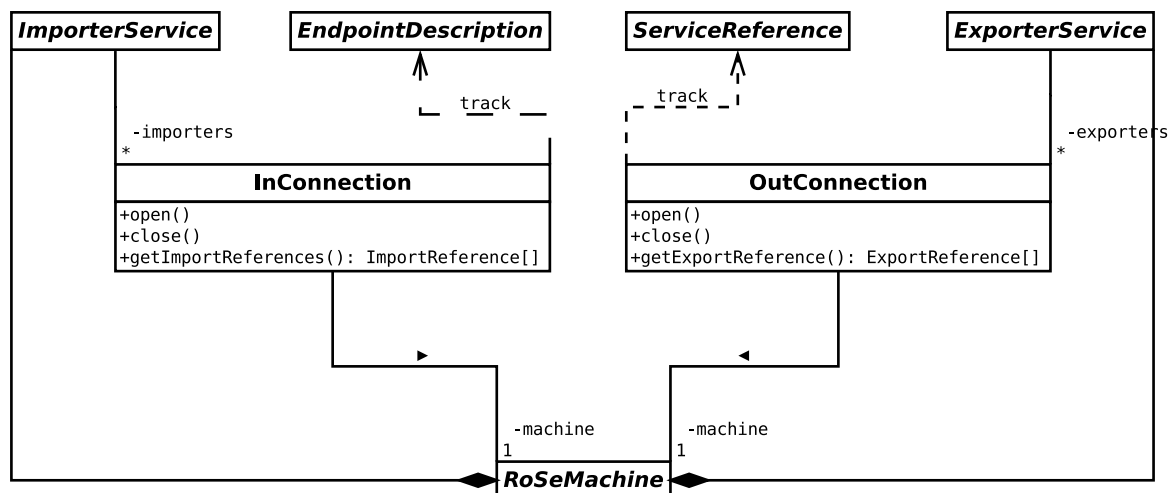 ImporterService
EndpointDescription
ServiceReference
ExporterService
track
track
-importers
*
-exporters
*
InConnection
+open()
+close()
+getImportReferences(): ImportReference[]
OutConnection
+open()
+close()
+getExportReference(): ExportReference[]
-machine
1
-machine
1
RoSeMachine